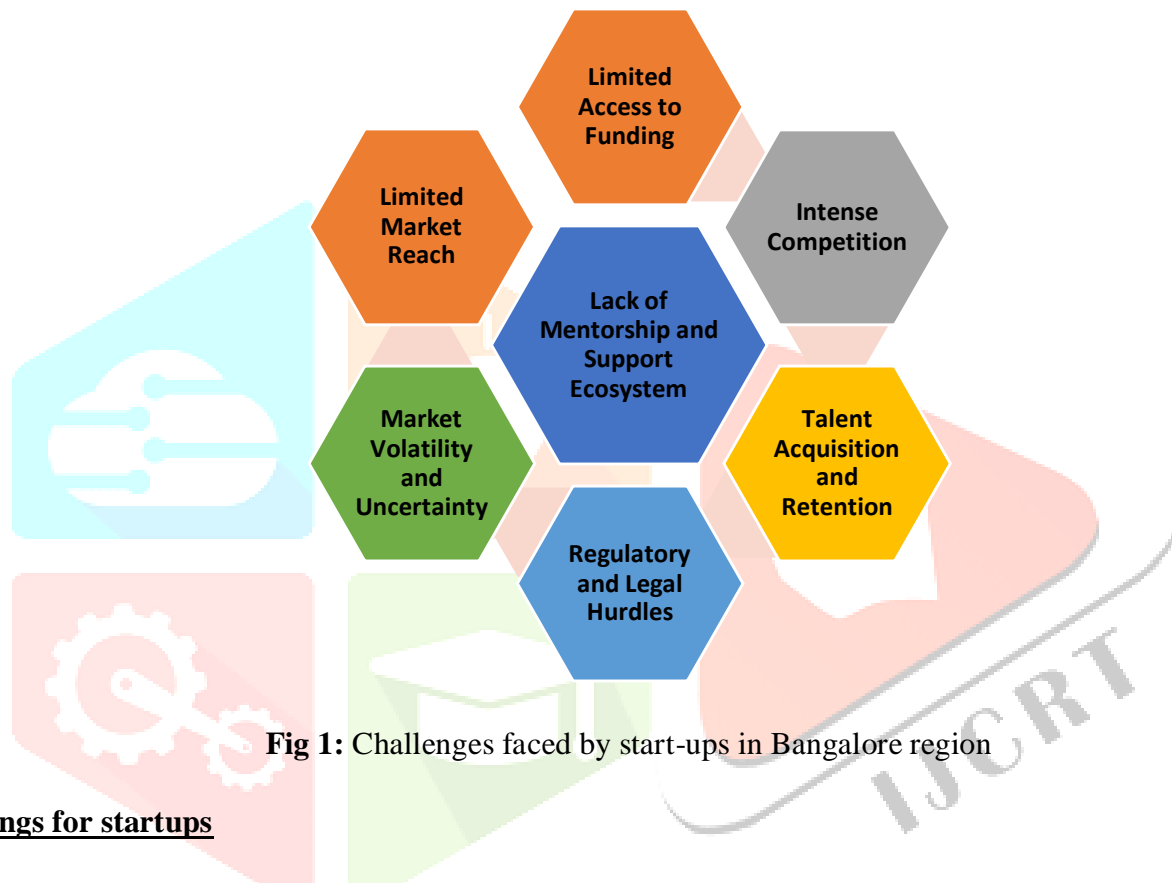 Limited
Access to
Funding
Limited
Market
Reach
Intense
Competition
Lack of
Mentorship and
Support
Ecosystem
Market
Volatility
and
Uncertainty
Talent
Acquisition
and
Retention
Regulatory
and Legal
Hurdles
IJCRT
Fig 1: Challenges faced by start-ups in Bangalore region
ngs for startups